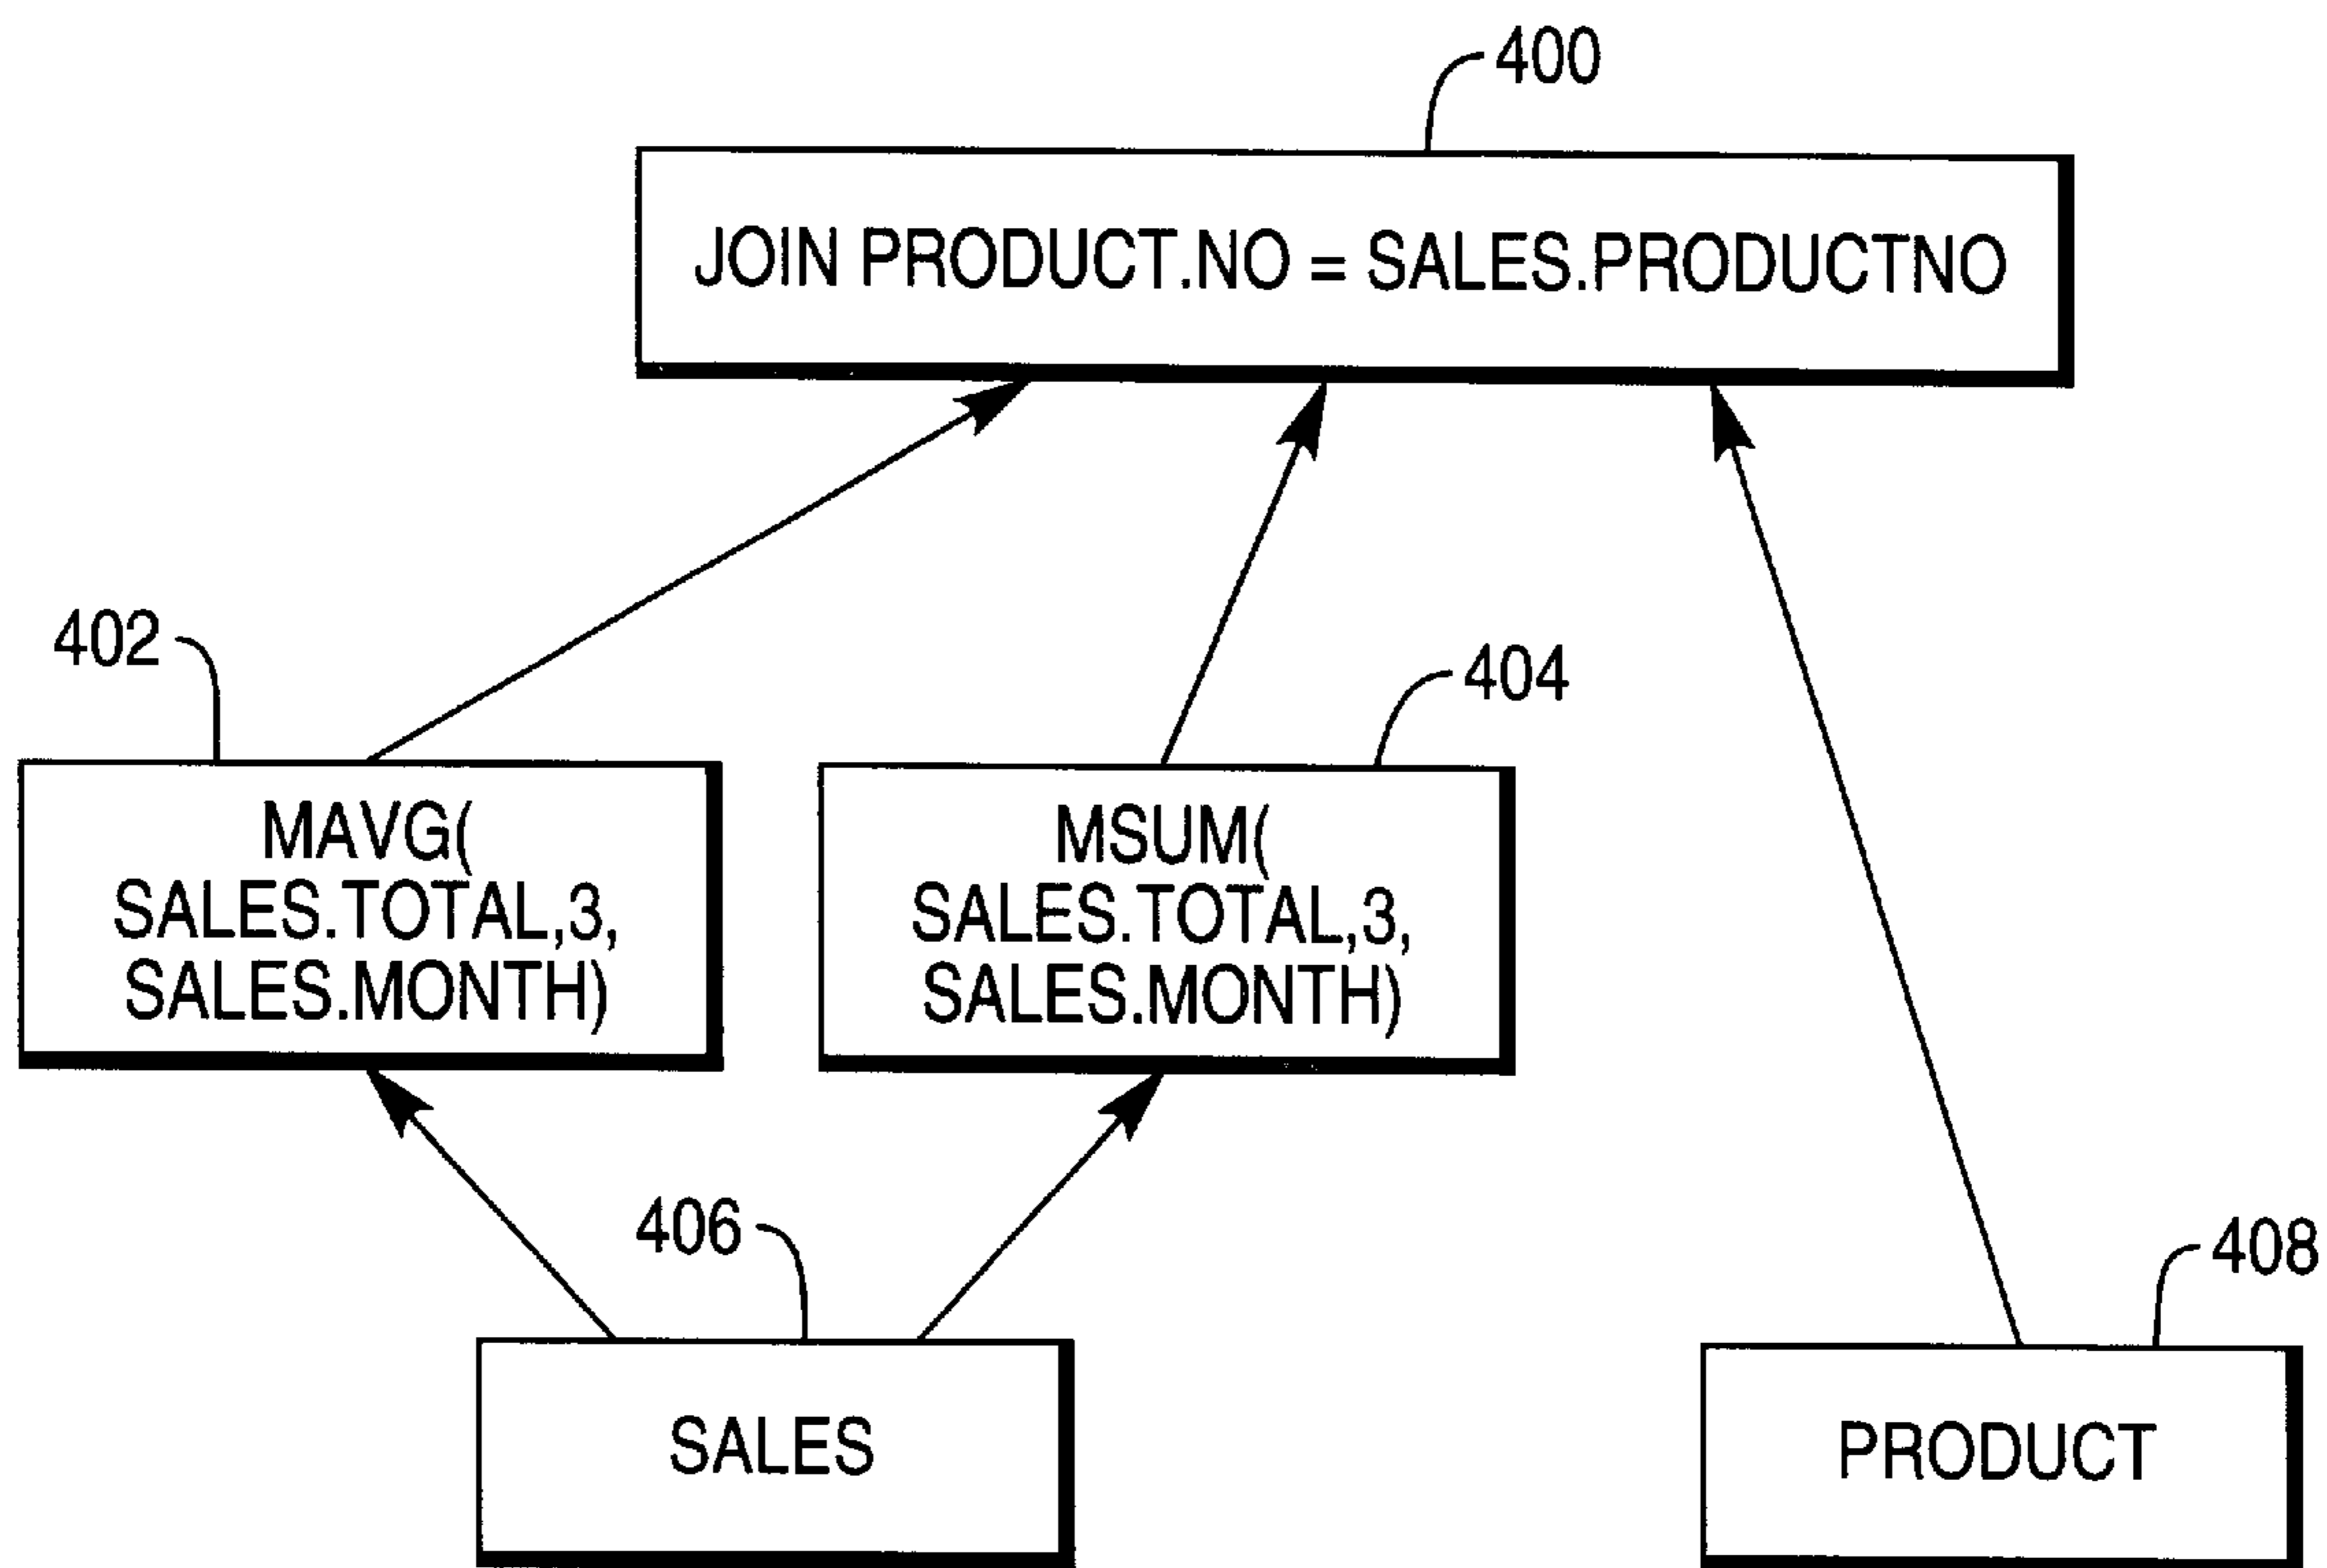 400
JOIN PRODUCT.NO = SALES.PRODUCTNO
402
404
MAVG(
SALES.TOTAL,3,
SALES.MONTH)
MSUM(
SALES.TOTAL,3,
SALES.MONTH)
406
408
SALES
PRODUCT